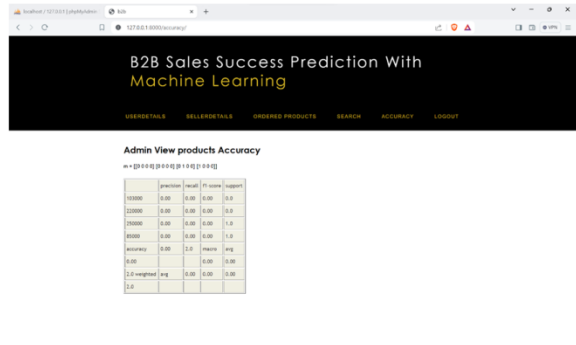 localhost / 127.0.0.1 | phpMyAdmin
b2b
127.0.0.1:8000/accuracy/
VPN
B2B Sales Success Prediction With
Machine Learning
USERDETAILS SELLERDETAILS ORDERED PRODUCTS SEARCH ACCURACY LOGOUT
Admin View products Accuracy
m = [[0 0 0 0] [0 0 0 0] [0 1 0 0] [1 0 0 0]]
precision recall f1-score support
0.00 0.00 0.00 0.0
220000 0.00 0.00 0.00 0.0
250000 0.00 0.00 0.00 1.0
85000 0.00 0.00 0.00 1.0
accuracy 0.00 2.0 macro avg
0.00 0.00 0.00
2.0 weighted avg 0.00 0.00 0.00
2.0